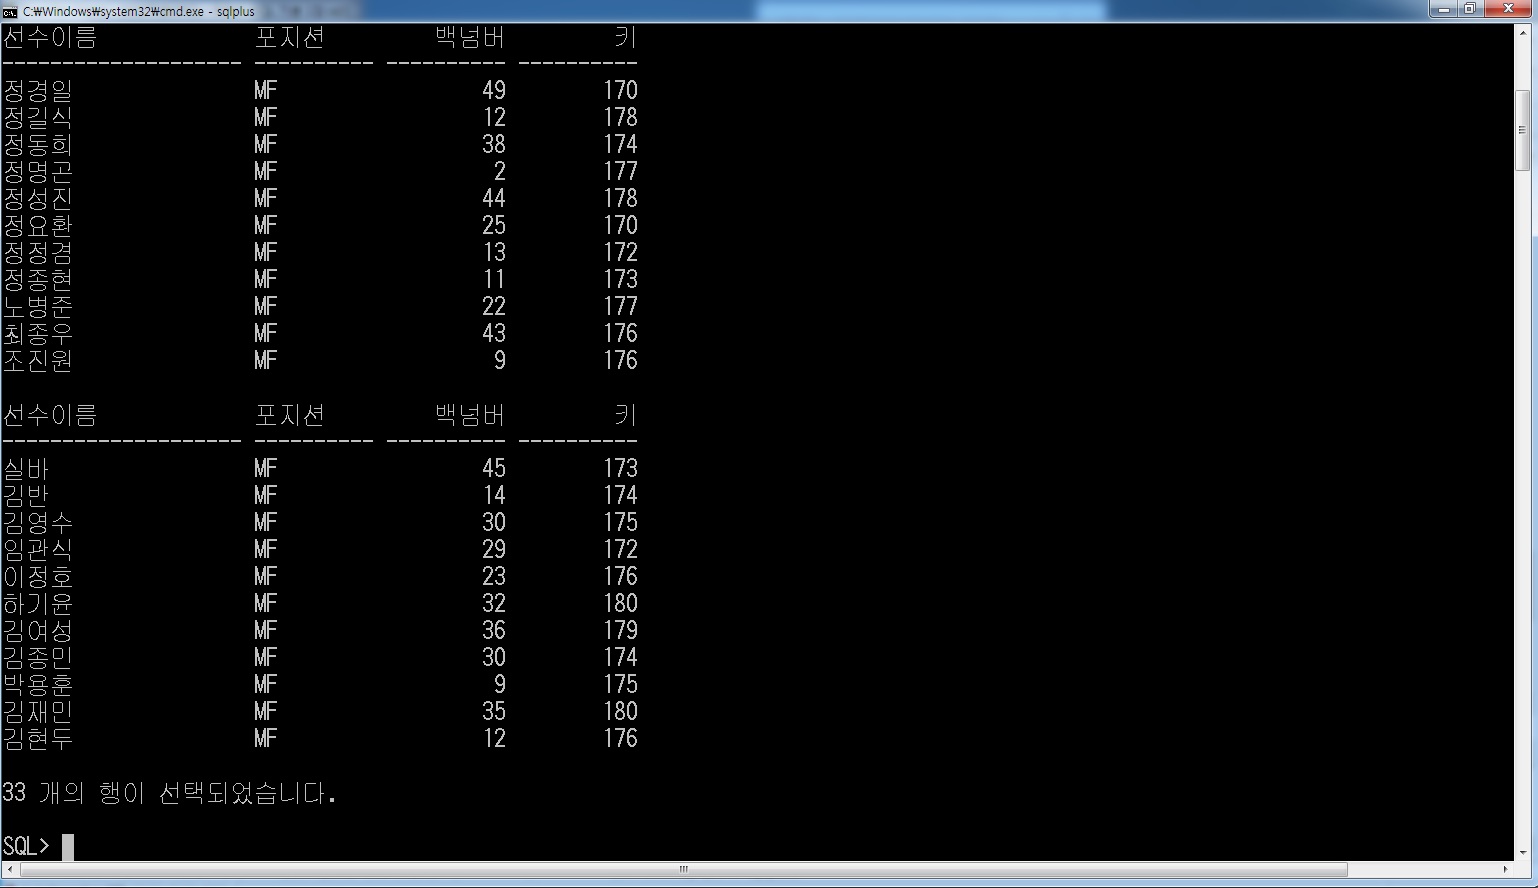 C:₩Windows₩system32₩cmd.exe - sqlplus
선수이름 포지션 백넘버 키
-------------------- ---------- ---------- ----------
정경일 MF 49 170
정길식 MF 12 178
정동희 MF 38 174
정명곤 MF 2 177
정성진 MF 44 178
정요환 MF 25 170
정정겸 MF 13 172
정종현 MF 11 173
노병준 MF 22 177
최종우 MF 43 176
조진원 MF 9 176
선수이름 포지션 백넘버 키
-------------------- ---------- ---------- ----------
실바 MF 45 173
김반 MF 14 174
김영수 MF 30 175
임관식 MF 29 172
이정호 MF 23 176
하기윤 MF 32 180
김여성 MF 36 179
김종민 MF 30 174
박용훈 MF 9 175
김재민 MF 35 180
김현두 MF 12 176
33 개의 행이 선택되었습니다.
SQL>